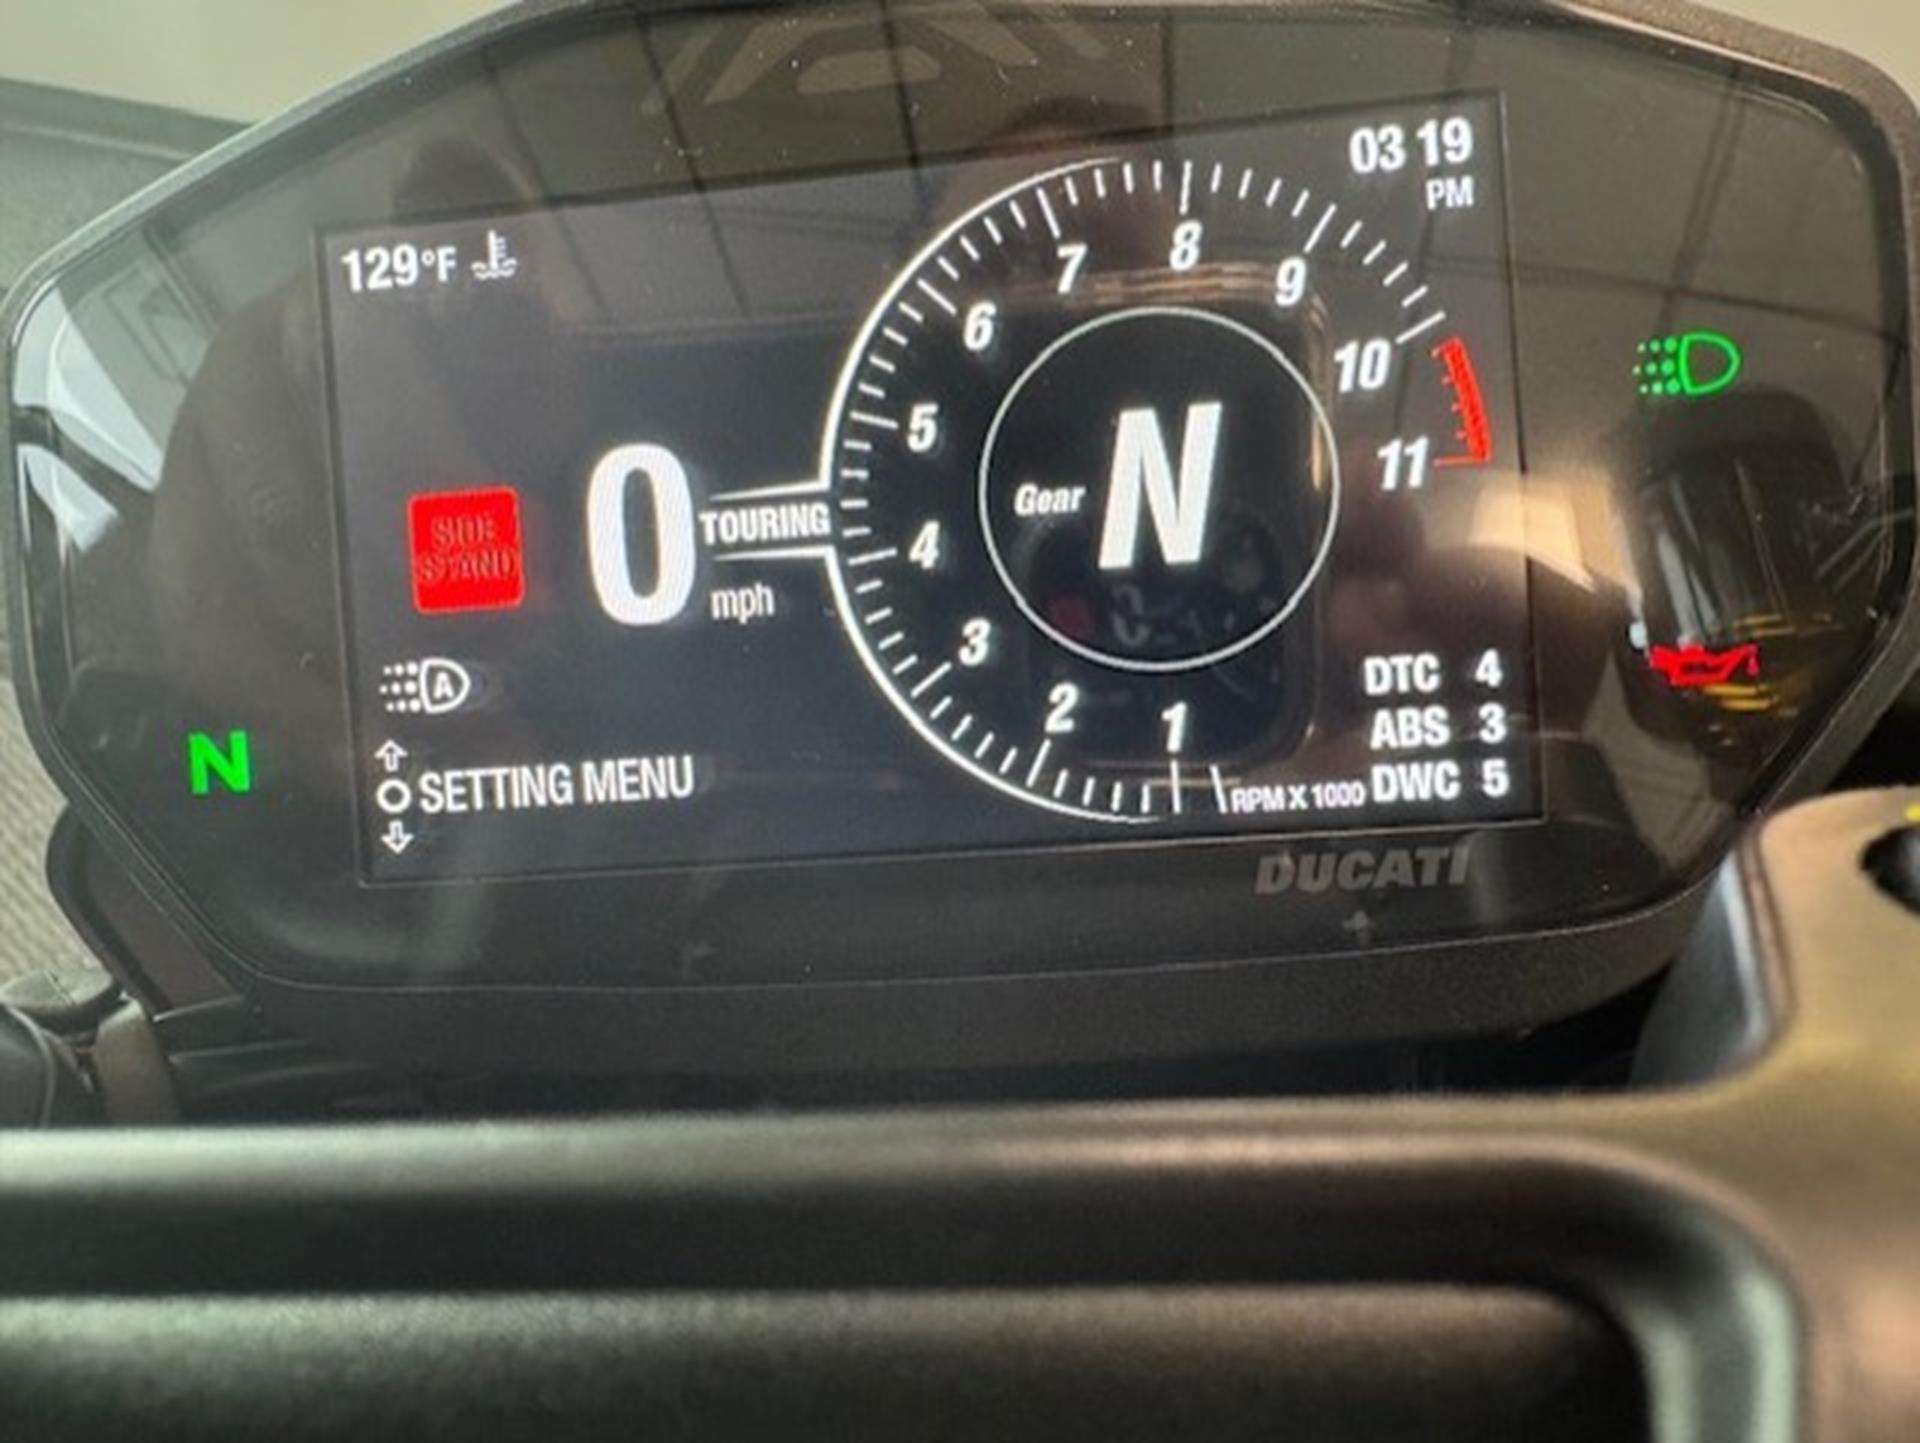 03 19
PM
129°F
7
8
9
6
10
5
11
SIDE
STAND
0
TOURING
mph
4
Gear
N
3
2
1
A
N
SETTING MENU
RPM X 1000
DTC 4
ABS 3
DWC 5
DUCATI